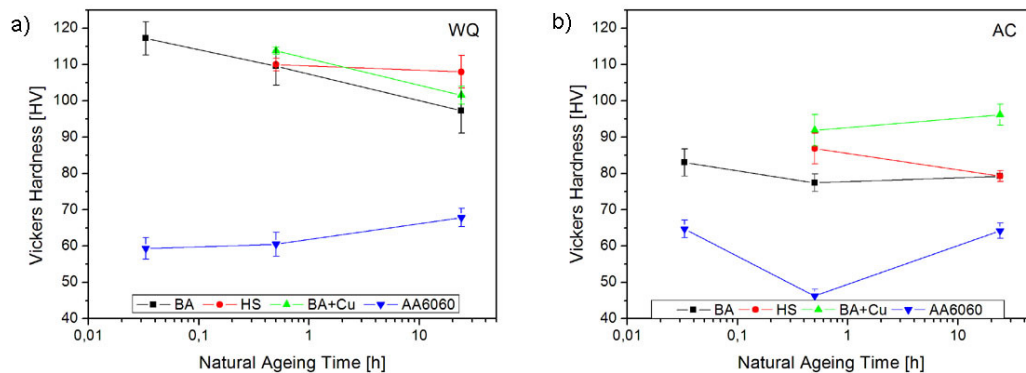 a)
WQ
Vickers Hardness [HV]
120
110
100
90
80
70
60
50
40
BA HS BA+Cu AA6060
0,01 0,1 1 10
Natural Ageing Time [h]
b)
AC
Vickers Hardness [HV]
120
110
100
90
80
70
60
50
40
BA HS BA+Cu AA6060
0,01 0,1 1 10
Natural Ageing Time [h]